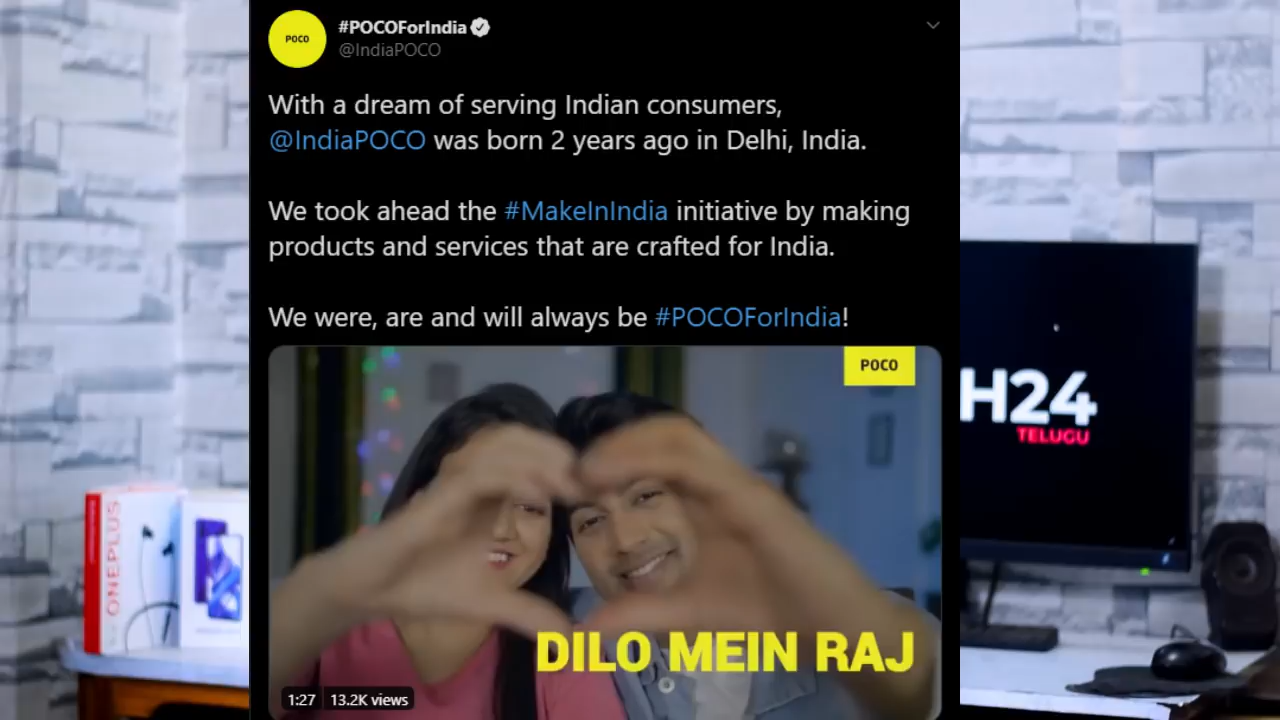 POCO
#POCOForIndia
@IndiaPOCO
With a dream of serving Indian consumers,
@IndiaPOCO was born 2 years ago in Delhi, India.
We took ahead the #MakeInIndia initiative by making
products and services that are crafted for India.
We were, are and will always be #POCOForIndia!
POCO
DILO MEIN RAJ
1:27 13.2K views
ONEPLUS
H24
TELUGU